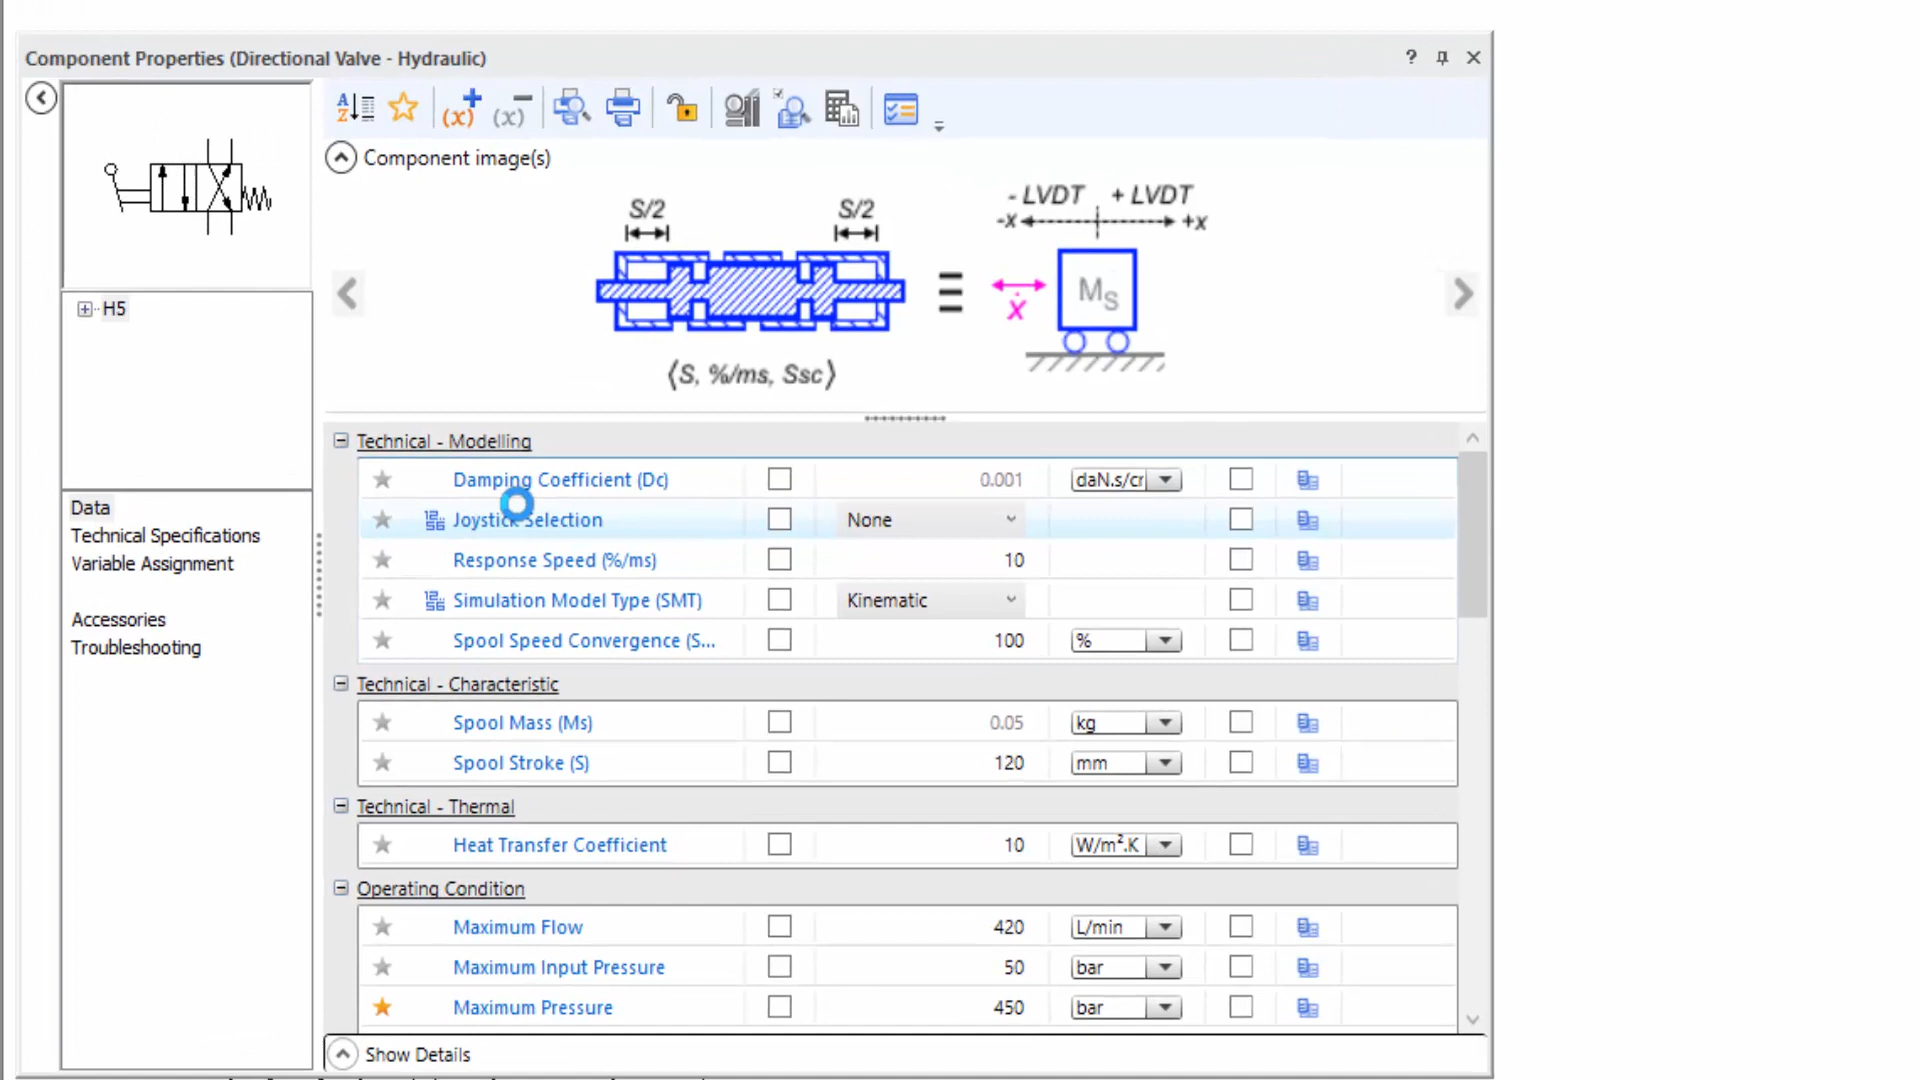 Component Properties (Directional Valve - Hydraulic)
Component image(s)
S/2 S/2
- LVDT + LVDT
-x +x
MS
ẋ
⟨S, %/ms, Ssc⟩
H5
Data
Technical Specifications
Variable Assignment
Accessories
Troubleshooting
Technical - Modelling
Damping Coefficient (Dc) 0.001 daN.s/cr
Joystick Selection None
Response Speed (%/ms) 10
Simulation Model Type (SMT) Kinematic
Spool Speed Convergence (S... 100 %
Technical - Characteristic
Spool Mass (Ms) 0.05 kg
Spool Stroke (S) 120 mm
Technical - Thermal
Heat Transfer Coefficient 10 W/m².K
Operating Condition
Maximum Flow 420 L/min
Maximum Input Pressure 50 bar
Maximum Pressure 450 bar
Show Details